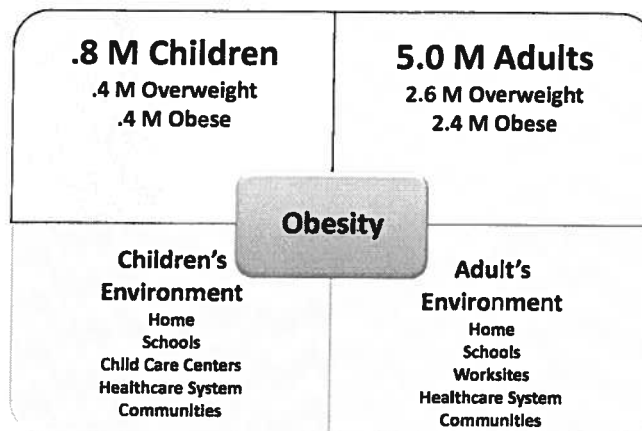 .8 M Children
.4 M Overweight
.4 M Obese
5.0 M Adults
2.6 M Overweight
2.4 M Obese
Obesity
Children's
Environment
Home
Schools
Child Care Centers
Healthcare System
Communities
Adult's
Environment
Home
Schools
Worksites
Healthcare System
Communities